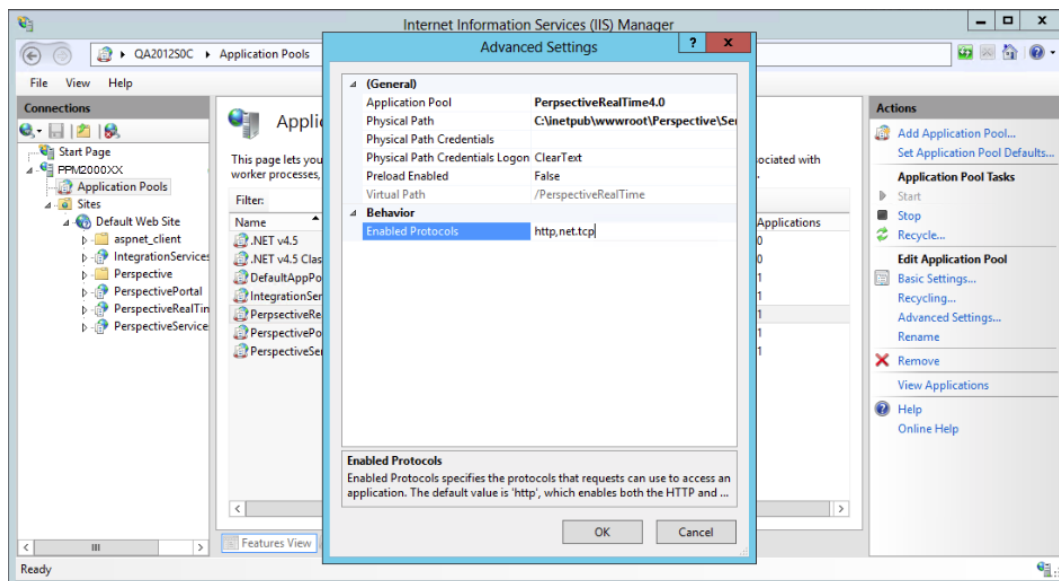 Internet Information Services (IIS) Manager
QA2012S0C
Application Pools
File View Help
Connections
Start Page
PPM2000XX
Application Pools
Sites
Default Web Site
aspnet_client
IntegrationServices
Perspective
PerspectivePortal
PerspectiveRealTin
PerspectiveService
Applic
This page lets you
worker processes,
ociated with
Filter:
Name
Applications
.NET v4.5
0
.NET v4.5 Clas
0
DefaultAppPo
1
IntegrationSer
1
PerpsectiveRe
1
PerspectivePo
1
PerspectiveSe
1
Features View
Ready
Advanced Settings
? x
(General)
Application Pool PerpsectiveRealTime4.0
Physical Path C:\inetpub\wwwroot\Perspective\Se
Physical Path Credentials
Physical Path Credentials Logon ClearText
Preload Enabled False
Virtual Path /PerspectiveRealTime
Behavior
Enabled Protocols http,net.tcp
Enabled Protocols
Enabled Protocols specifies the protocols that requests can use to access an
application. The default value is 'http', which enables both the HTTP and ...
OK Cancel
Actions
Add Application Pool...
Set Application Pool Defaults...
Application Pool Tasks
Start
Stop
Recycle...
Edit Application Pool
Basic Settings...
Recycling...
Advanced Settings...
Rename
Remove
View Applications
Help
Online Help